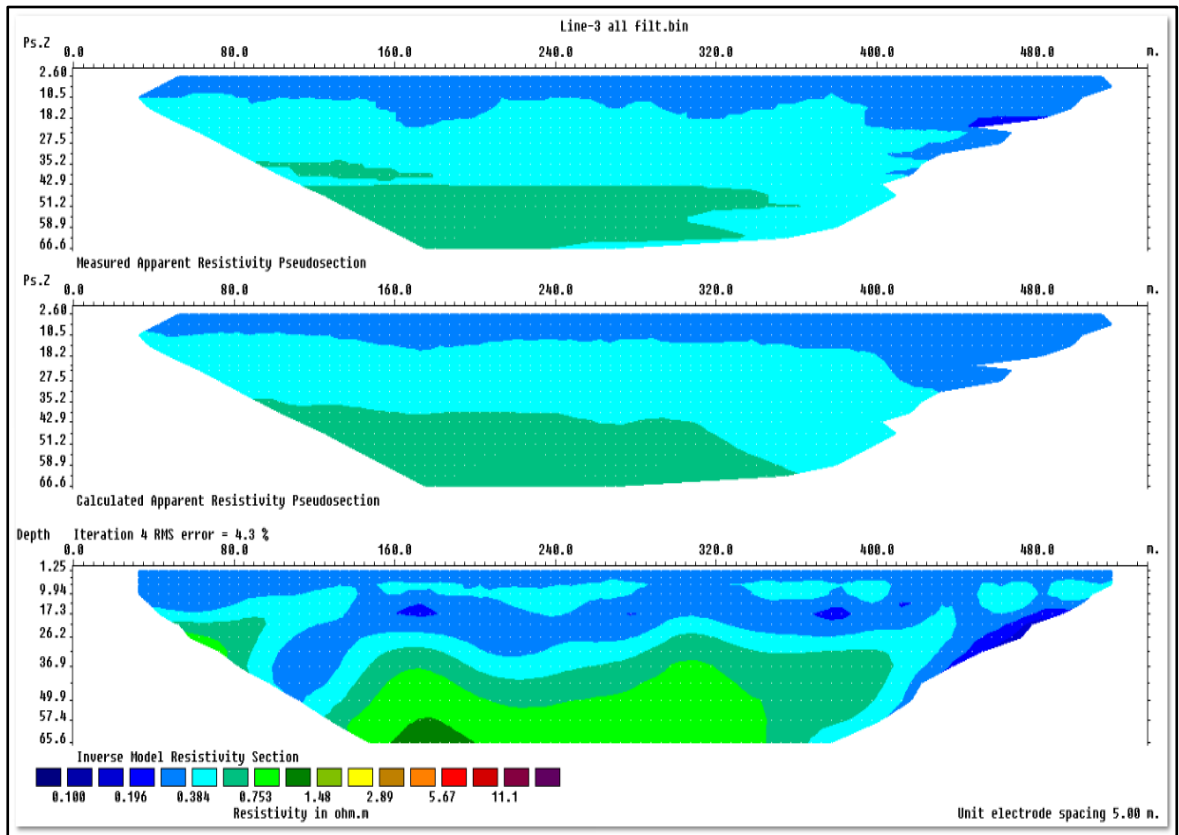 Line-3 all filt.bin
Ps.Z 0.0 80.0 160.0 240.0 320.0 400.0 480.0 m.
2.60
10.5
18.2
27.5
35.2
42.9
51.2
58.9
66.6
Measured Apparent Resistivity Pseudosection
Ps.Z 0.0 80.0 160.0 240.0 320.0 400.0 480.0 m.
2.60
10.5
18.2
27.5
35.2
42.9
51.2
58.9
66.6
Calculated Apparent Resistivity Pseudosection
Depth Iteration 4 RMS error = 4.3 %
0.0 80.0 160.0 240.0 320.0 400.0 480.0 m.
1.25
9.94
17.3
26.2
36.9
49.9
57.4
65.6
Inverse Model Resistivity Section
0.100 0.196 0.384 0.753 1.48 2.89 5.67 11.1
Resistivity in ohm.m Unit electrode spacing 5.00 m.